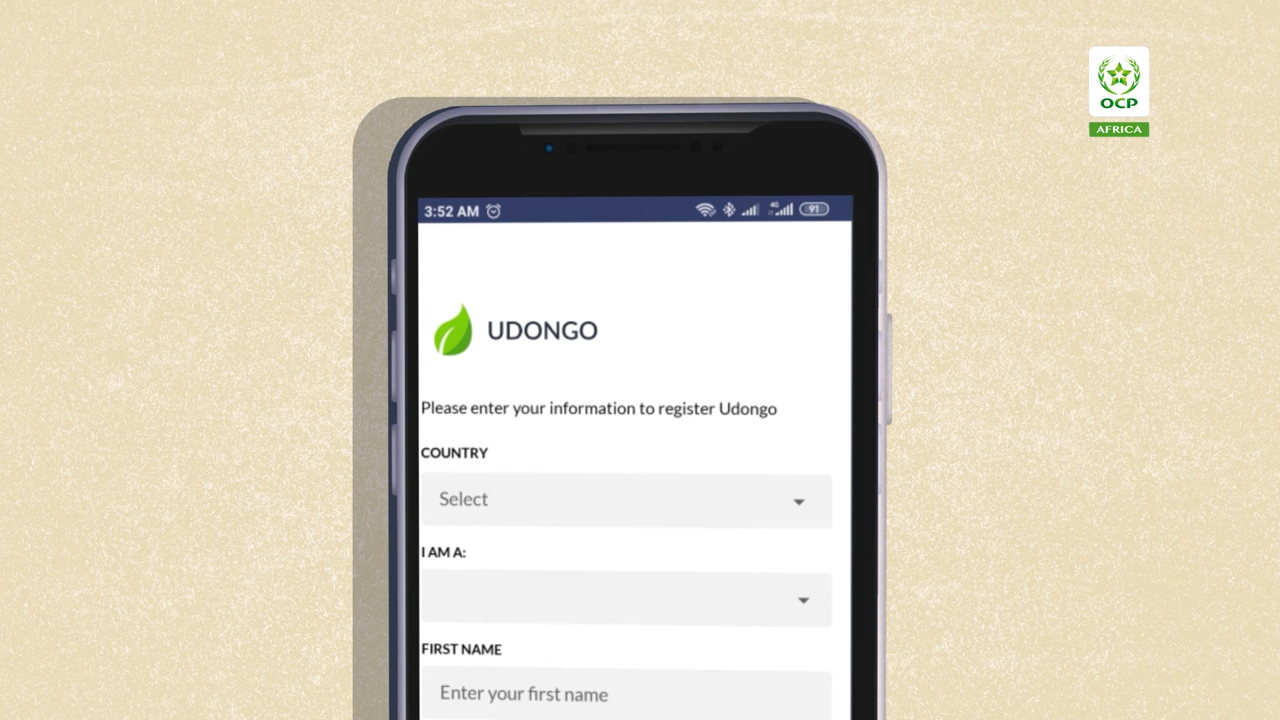 OCP
AFRICA
3:52 AM
4G
91
UDONGO
Please enter your information to register Udongo
COUNTRY
Select
I AM A:
FIRST NAME
Enter your first name